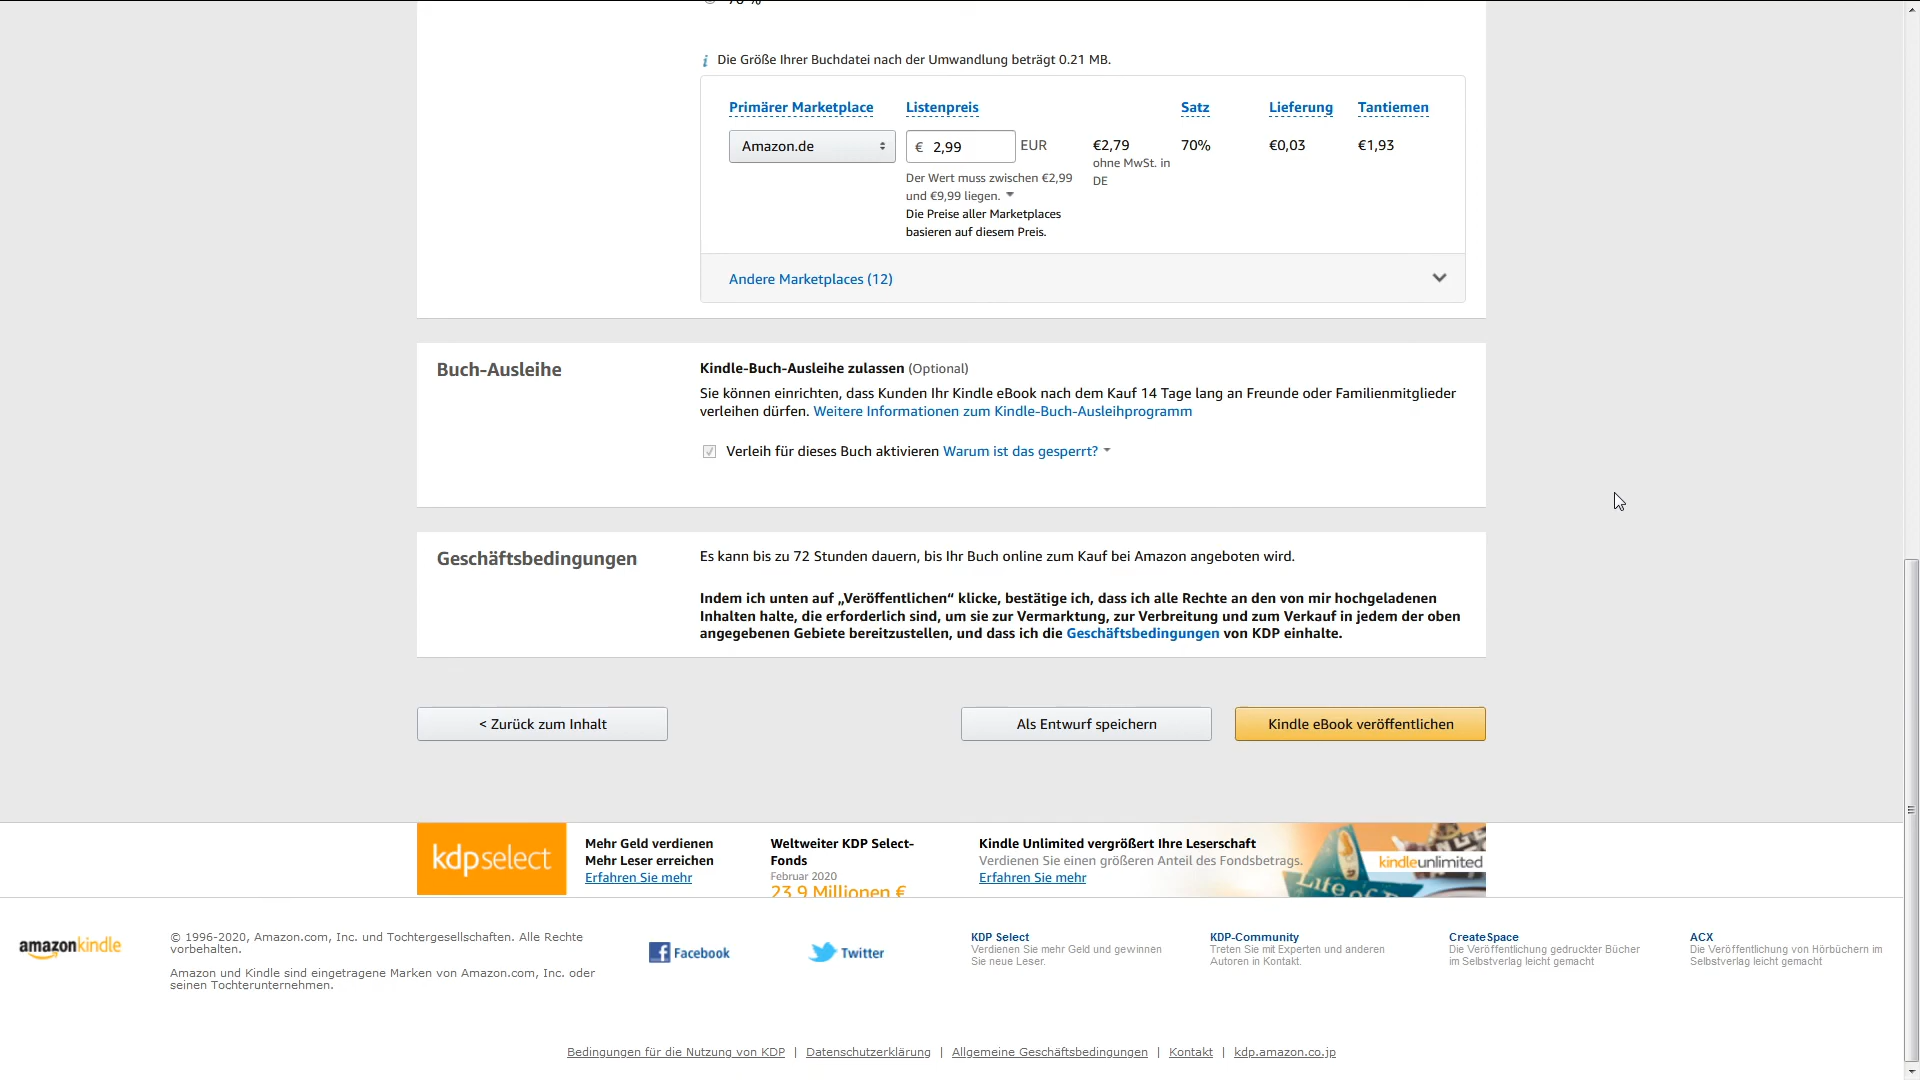 70 %
i Die Größe Ihrer Buchdatei nach der Umwandlung beträgt 0.21 MB.
Primärer Marketplace Listenpreis Satz Lieferung Tantiemen
Amazon.de € 2,99 EUR €2,79 70% €0,03 €1,93
ohne MwSt. in
DE
Der Wert muss zwischen €2,99
und €9,99 liegen.
Die Preise aller Marketplaces
basieren auf diesem Preis.
Andere Marketplaces (12)
Buch-Ausleihe
Kindle-Buch-Ausleihe zulassen (Optional)
Sie können einrichten, dass Kunden Ihr Kindle eBook nach dem Kauf 14 Tage lang an Freunde oder Familienmitglieder
verleihen dürfen. Weitere Informationen zum Kindle-Buch-Ausleihprogramm
Verleih für dieses Buch aktivieren Warum ist das gesperrt?
Geschäftsbedingungen
Es kann bis zu 72 Stunden dauern, bis Ihr Buch online zum Kauf bei Amazon angeboten wird.
Indem ich unten auf „Veröffentlichen“ klicke, bestätige ich, dass ich alle Rechte an den von mir hochgeladenen
Inhalten halte, die erforderlich sind, um sie zur Vermarktung, zur Verbreitung und zum Verkauf in jedem der oben
angegebenen Gebiete bereitzustellen, und dass ich die Geschäftsbedingungen von KDP einhalte.
< Zurück zum Inhalt
Als Entwurf speichern
Kindle eBook veröffentlichen
kdpselect
Mehr Geld verdienen
Mehr Leser erreichen
Erfahren Sie mehr
Weltweiter KDP Select-
Fonds
Februar 2020
23,9 Millionen €
Kindle Unlimited vergrößert Ihre Leserschaft
Verdienen Sie einen größeren Anteil des Fondsbetrags.
Erfahren Sie mehr
kindleunlimited
Life of
amazonkindle
© 1996-2020, Amazon.com, Inc. und Tochtergesellschaften. Alle Rechte
vorbehalten.
Amazon und Kindle sind eingetragene Marken von Amazon.com, Inc. oder
seinen Tochterunternehmen.
Facebook
Twitter
KDP Select
Verdienen Sie mehr Geld und gewinnen
Sie neue Leser.
KDP-Community
Treten Sie mit Experten und anderen
Autoren in Kontakt.
CreateSpace
Die Veröffentlichung gedruckter Bücher
im Selbstverlag leicht gemacht
ACX
Die Veröffentlichung von Hörbüchern im
Selbstverlag leicht gemacht
Bedingungen für die Nutzung von KDP | Datenschutzerklärung | Allgemeine Geschäftsbedingungen | Kontakt | kdp.amazon.co.jp